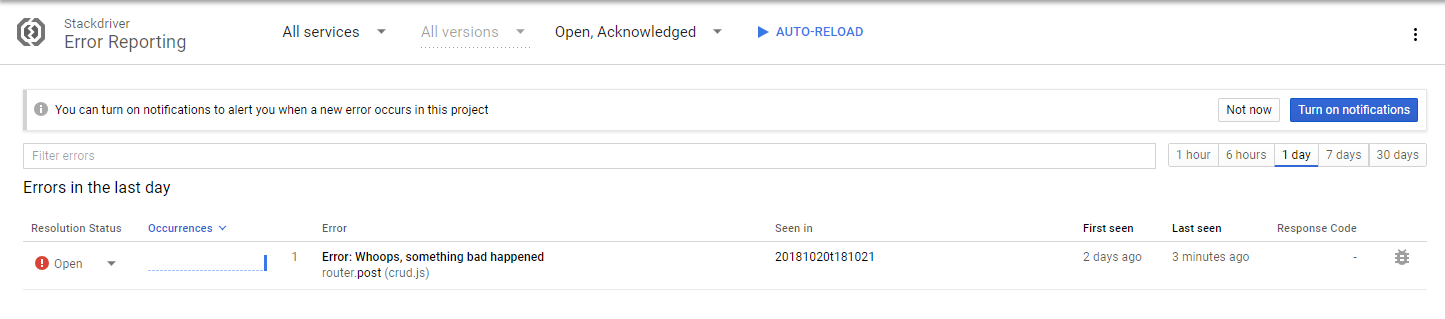 Stackdriver
Error Reporting
All services
All versions
Open, Acknowledged
AUTO-RELOAD
You can turn on notifications to alert you when a new error occurs in this project
Not now
Turn on notifications
Filter errors
1 hour
6 hours
1 day
7 days
30 days
Errors in the last day
Resolution Status
Occurrences
Error
Seen in
First seen
Last seen
Response Code
Open
1
Error: Whoops, something bad happened
router.post (crud.js)
20181020t181021
2 days ago
3 minutes ago
-